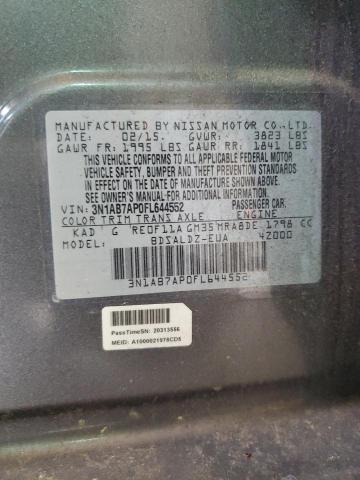 MANUFACTURED BY NISSAN MOTOR CO.,LTD.
DATE: 02/15. GVWR: 3823 LBS
GAWR FR: 1995 LBS GAWR RR: 1841 LBS
THIS VEHICLE CONFORMS TO ALL APPLICABLE FEDERAL MOTOR
VEHICLE SAFETY, BUMPER, AND THEFT PREVENTION STANDARDS
IN EFFECT ON THE DATE OF MANUFACTURE SHOWN ABOVE.
SEE OWNER'S MANUAL FOR ADDITIONAL INFORMATION.
VIN: 3N1AB7AP0FL644552 PASSENGER CAR.
COLOR TRIM TRANS AXLE ENGINE
KAD G RE0F11A GM35 MRA8DE 1798 CC
MODEL: BDSALDZ-EUA 42000
3N1AB7AP0FL644552
PassTimeSN: 20313556
MEID: A1000021978CD5